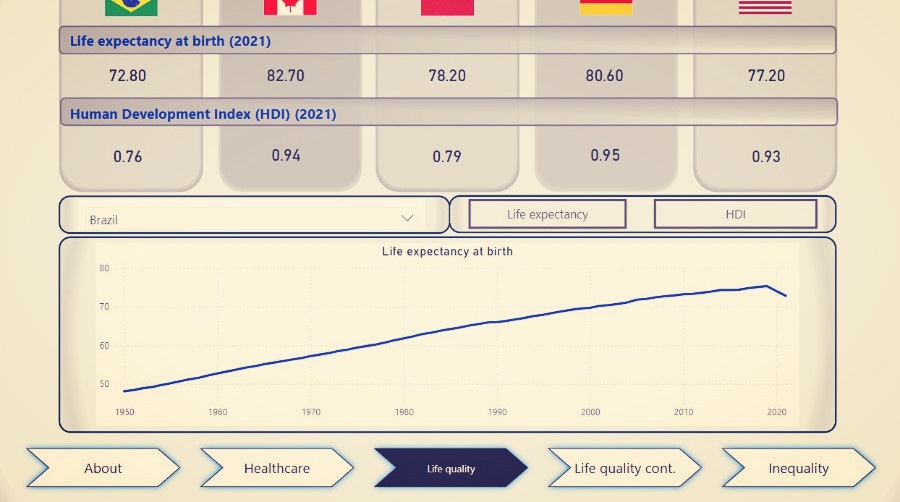 Life expectancy at birth (2021)
72.80 82.70 78.20 80.60 77.20
Human Development Index (HDI) (2021)
0.76 0.94 0.79 0.95 0.93
Brazil Life expectancy HDI
Life expectancy at birth
80
70
60
50
1950 1960 1970 1980 1990 2000 2010 2020
About Healthcare Life quality Life quality cont. Inequality